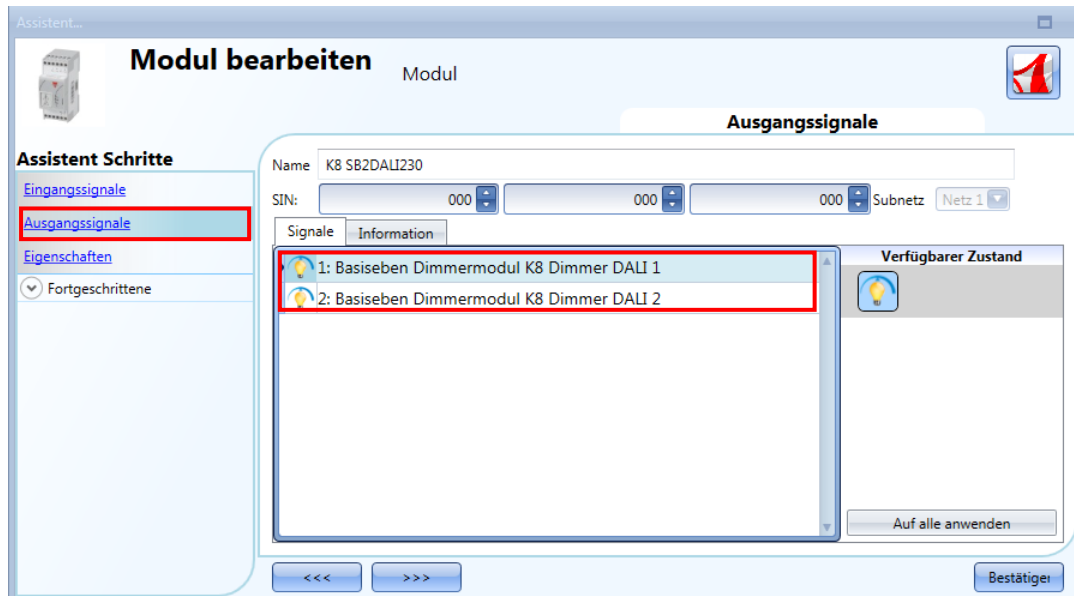 Assistent...
Modul bearbeiten Modul
Ausgangssignale
Assistent Schritte
Eingangssignale
Ausgangssignale
Eigenschaften
Fortgeschrittene
Name K8 SB2DALI230
SIN: 000 000 000 Subnetz Netz 1
Signale Information
1: Basiseben Dimmermodul K8 Dimmer DALI 1
2: Basiseben Dimmermodul K8 Dimmer DALI 2
Verfügbarer Zustand
Auf alle anwenden
<<< >>>
Bestätiger